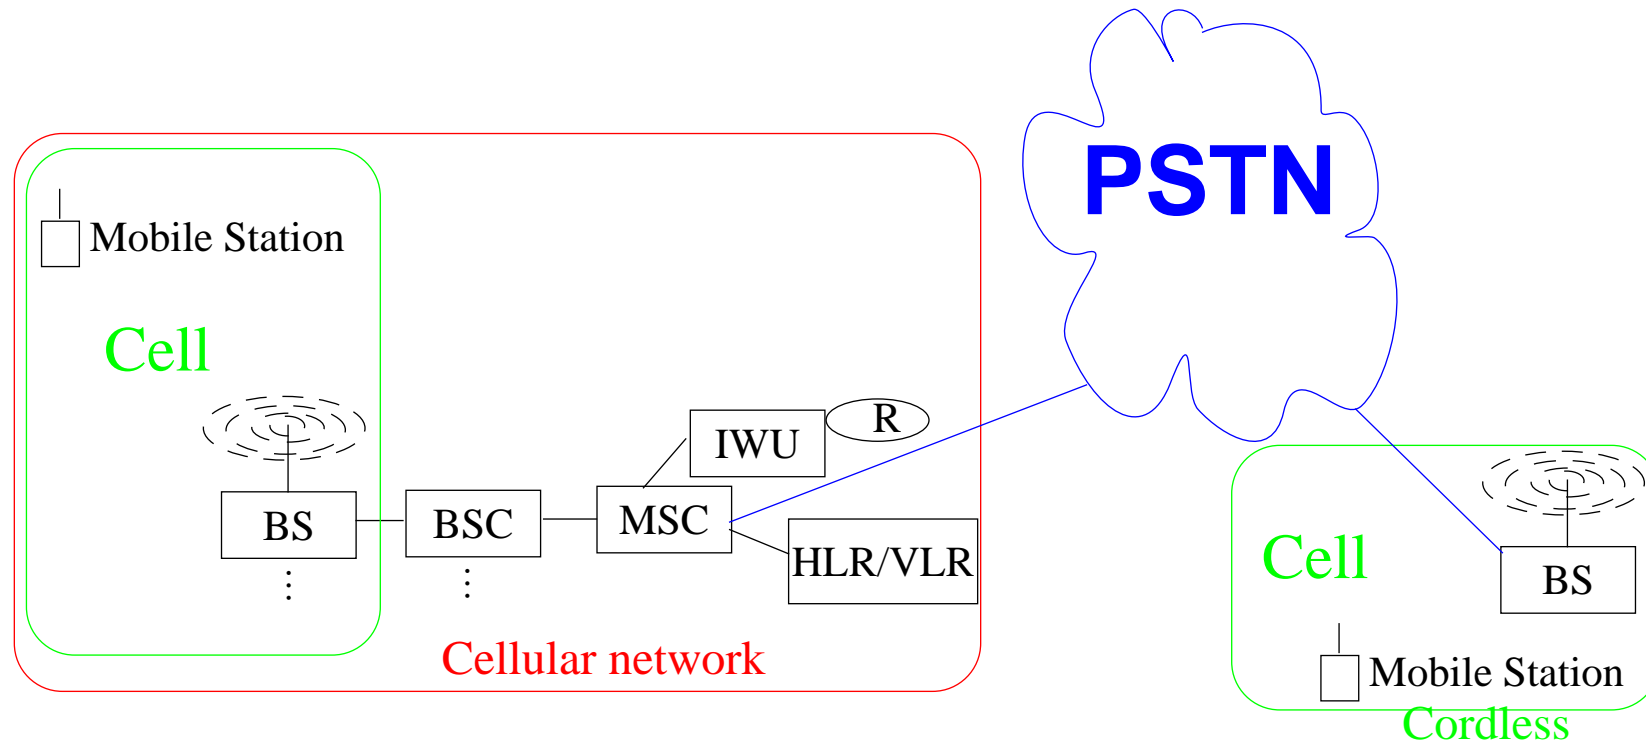 PSTN
Mobile Station
Cell
IWU
R
BS
BSC
MSC
HLR/VLR
Cellular network
Cell
BS
Mobile Station
Cordless